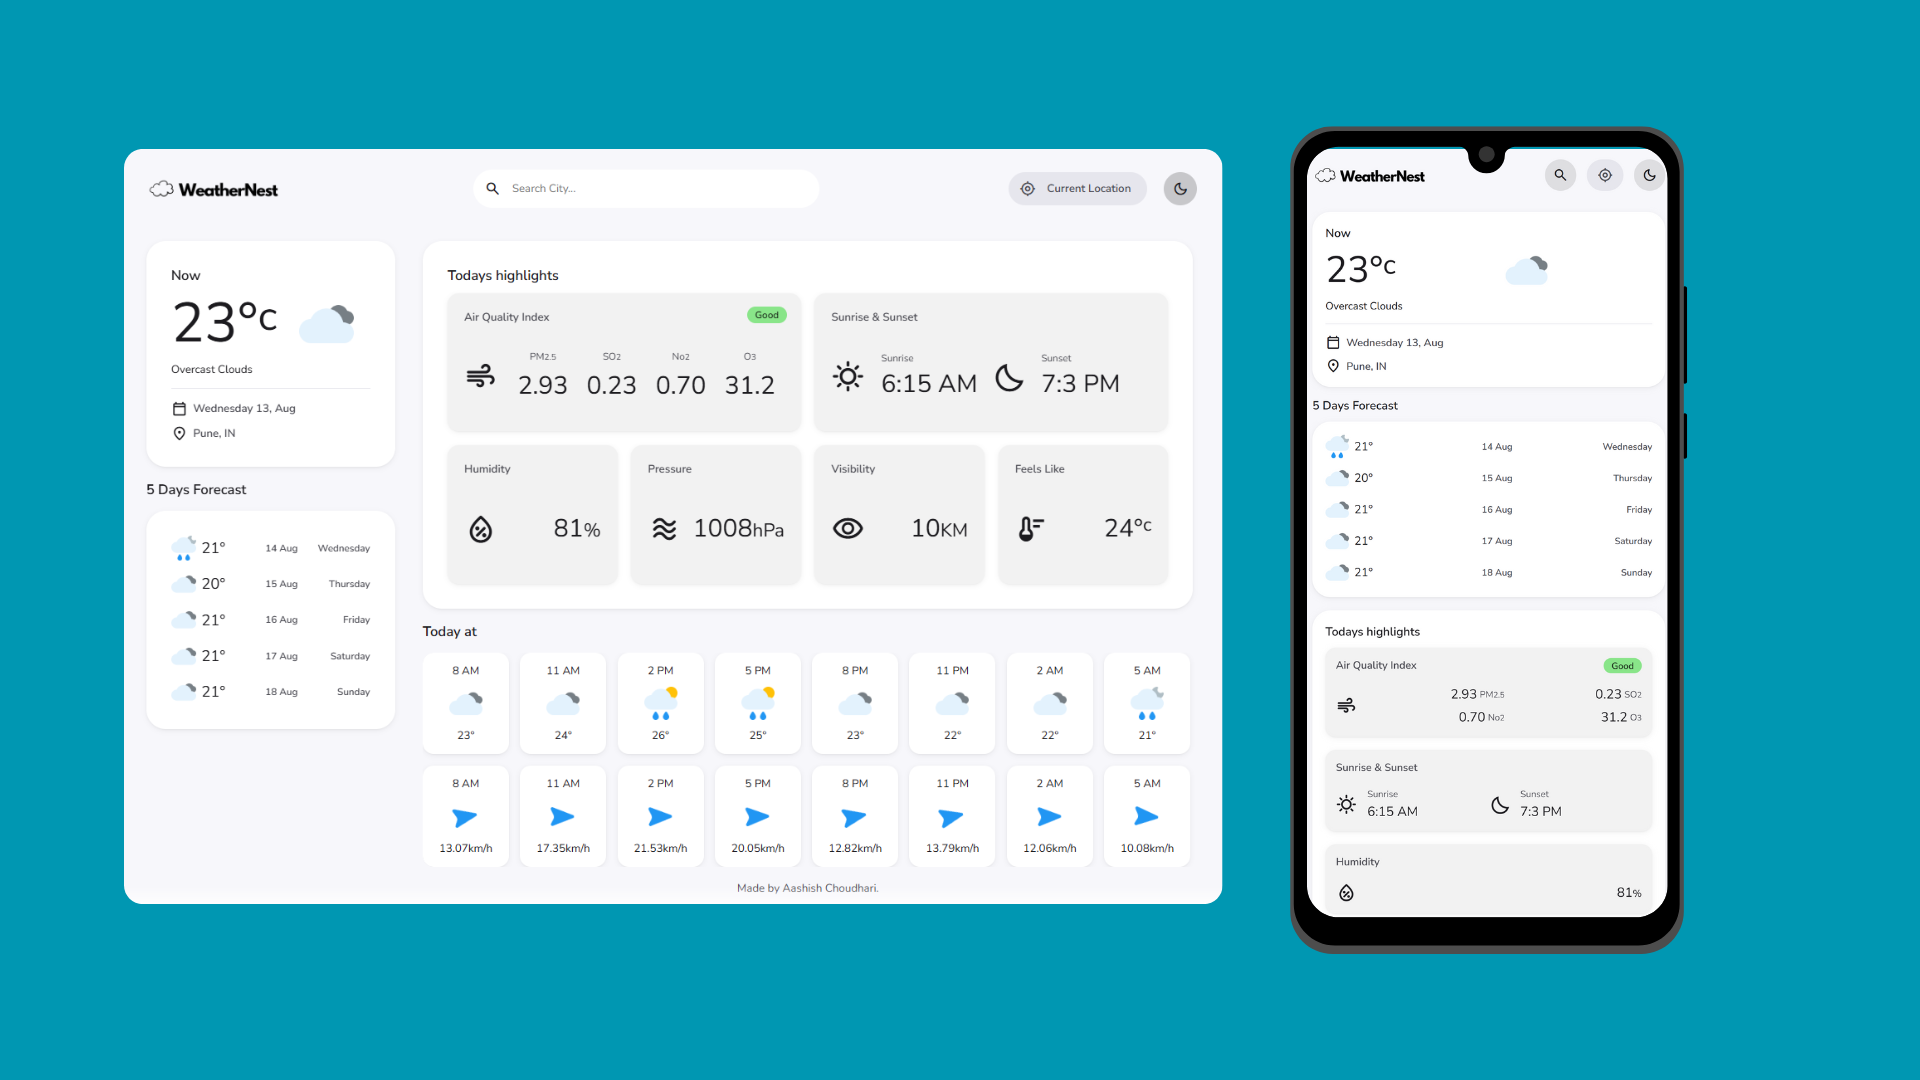 WeatherNest
Search City...
Current Location
Now
23°c
Overcast Clouds
Wednesday 13, Aug
Pune, IN
5 Days Forecast
21° 14 Aug Wednesday
20° 15 Aug Thursday
21° 16 Aug Friday
21° 17 Aug Saturday
21° 18 Aug Sunday
Todays highlights
Air Quality Index Good
PM2.5 SO2 No2 O3
2.93 0.23 0.70 31.2
Sunrise & Sunset
Sunrise Sunset
6:15 AM 7:3 PM
Humidity
81%
Pressure
1008hPa
Visibility
10KM
Feels Like
24°c
Today at
8 AM 11 AM 2 PM 5 PM 8 PM 11 PM 2 AM 5 AM
23° 24° 26° 25° 23° 22° 22° 21°
8 AM 11 AM 2 PM 5 PM 8 PM 11 PM 2 AM 5 AM
13.07km/h 17.35km/h 21.53km/h 20.05km/h 12.82km/h 13.79km/h 12.06km/h 10.08km/h
Made by Aashish Choudhari.
WeatherNest
Now
23°c
Overcast Clouds
Wednesday 13, Aug
Pune, IN
5 Days Forecast
21° 14 Aug Wednesday
20° 15 Aug Thursday
21° 16 Aug Friday
21° 17 Aug Saturday
21° 18 Aug Sunday
Todays highlights
Air Quality Index Good
2.93 PM2.5 0.23 SO2
0.70 No2 31.2 O3
Sunrise & Sunset
Sunrise Sunset
6:15 AM 7:3 PM
Humidity
81%